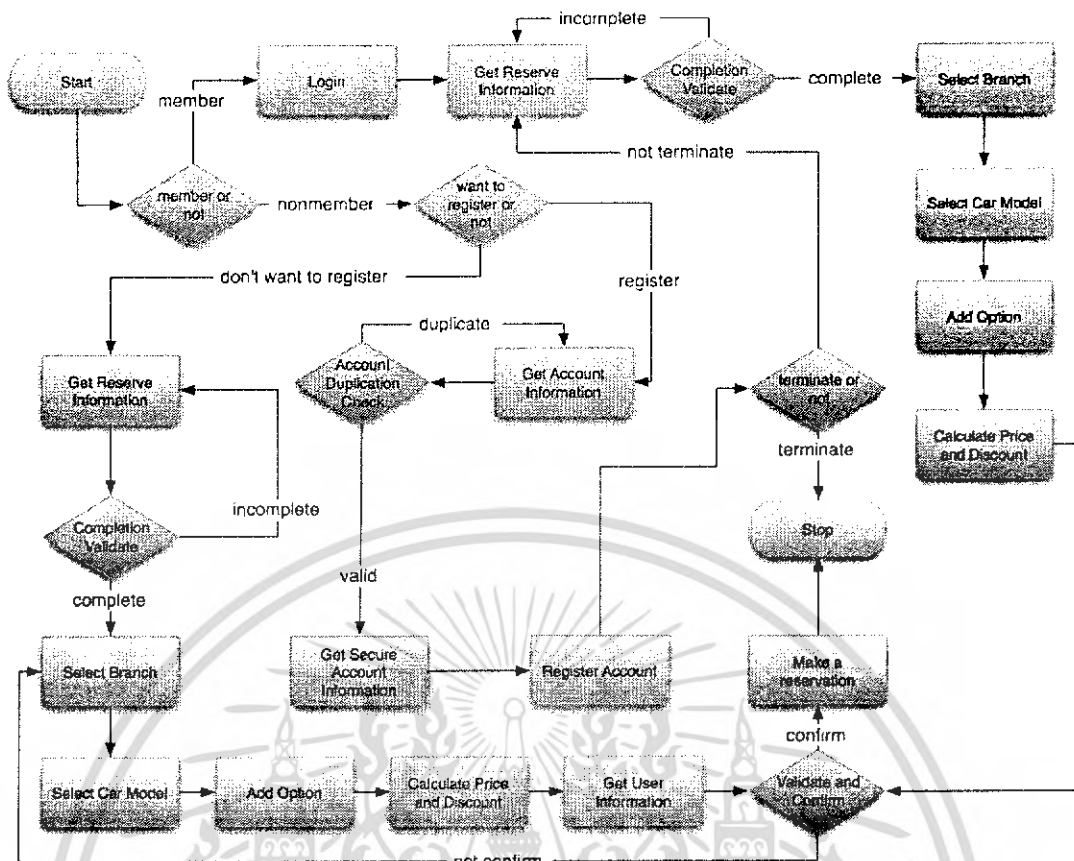 incomplete
Start
Login
Get Reserve
Information
Completion
Validate
complete
Select Branch
member
not terminate
member or
not
nonmember
want to
register or
not
Select Car Model
don't want to register
register
duplicate
Add Option
Get Reserve
Information
Account
Duplication
Check
Get Account
Information
terminate or
not
Calculate Price
and Discount
terminate
incomplete
Completion
Validate
Stop
valid
complete
Select Branch
Get Secure
Account
Information
Register Account
Make a
reservation
confirm
Select Car Model
Add Option
Calculate Price
and Discount
Get User
Information
Validate and
Confirm
not confirm